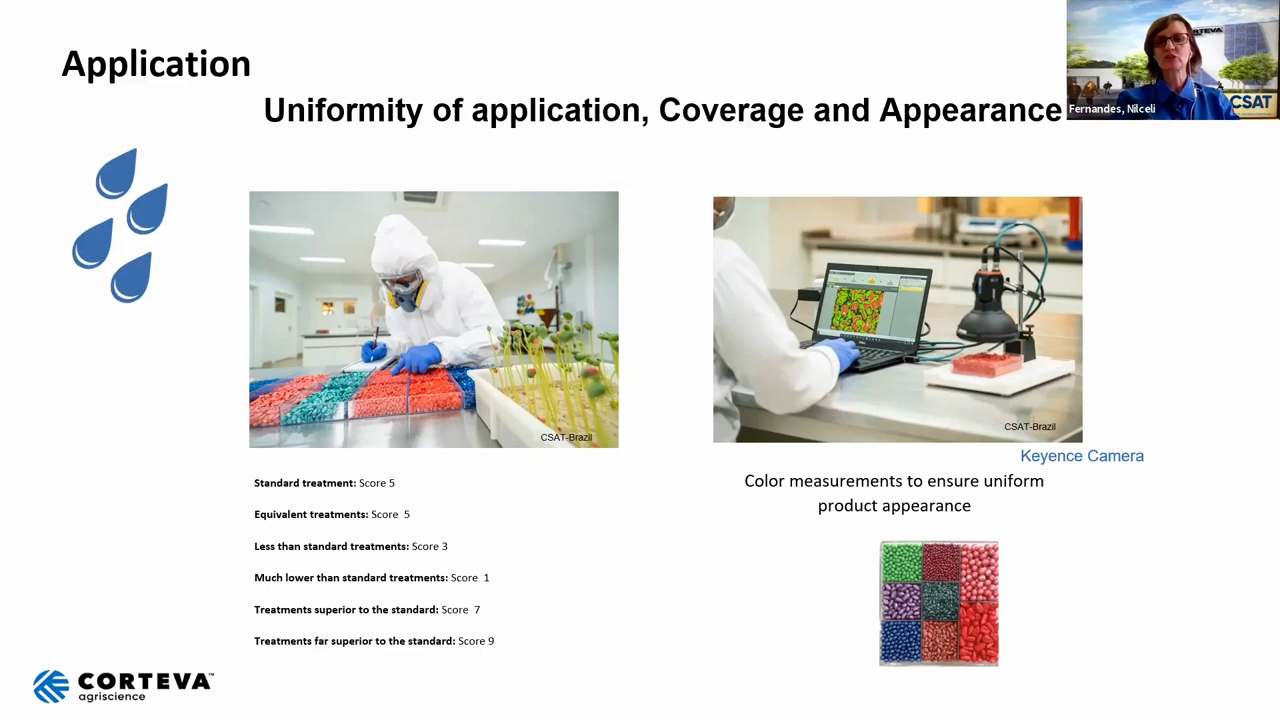 Application
Uniformity of application, Coverage and Appearance
CORTEVA
CSAT
Fernandes, Nilceli
CSAT-Brazil
CSAT-Brazil
Keyence Camera
Color measurements to ensure uniform
product appearance
Standard treatment: Score 5
Equivalent treatments: Score 5
Less than standard treatments: Score 3
Much lower than standard treatments: Score 1
Treatments superior to the standard: Score 7
Treatments far superior to the standard: Score 9
CORTEVA™
agriscience